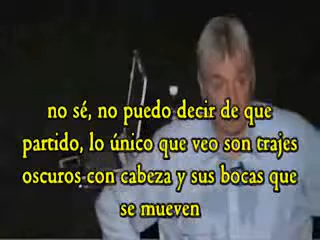 no sé, no puedo decir de que
partido, lo único que veo son trajes
oscuros con cabeza y sus bocas que
se mueven